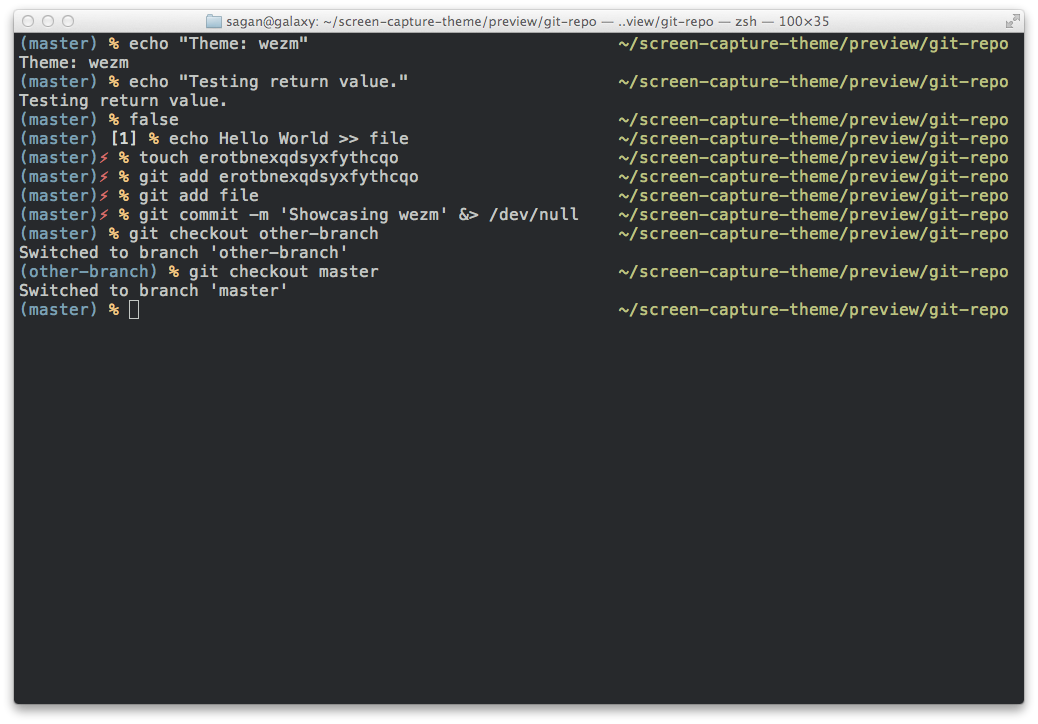 sagan@galaxy: ~/screen-capture-theme/preview/git-repo — ..view/git-repo — zsh — 100×35
(master) % echo "Theme: wezm" ~/screen-capture-theme/preview/git-repo
Theme: wezm
(master) % echo "Testing return value." ~/screen-capture-theme/preview/git-repo
Testing return value.
(master) % false ~/screen-capture-theme/preview/git-repo
(master) [1] % echo Hello World >> file ~/screen-capture-theme/preview/git-repo
(master)⚡ % touch erotbnexqdsyxfythcqo ~/screen-capture-theme/preview/git-repo
(master)⚡ % git add erotbnexqdsyxfythcqo ~/screen-capture-theme/preview/git-repo
(master)⚡ % git add file ~/screen-capture-theme/preview/git-repo
(master)⚡ % git commit -m 'Showcasing wezm' &> /dev/null ~/screen-capture-theme/preview/git-repo
(master) % git checkout other-branch ~/screen-capture-theme/preview/git-repo
Switched to branch 'other-branch'
(other-branch) % git checkout master ~/screen-capture-theme/preview/git-repo
Switched to branch 'master'
(master) % ~/screen-capture-theme/preview/git-repo